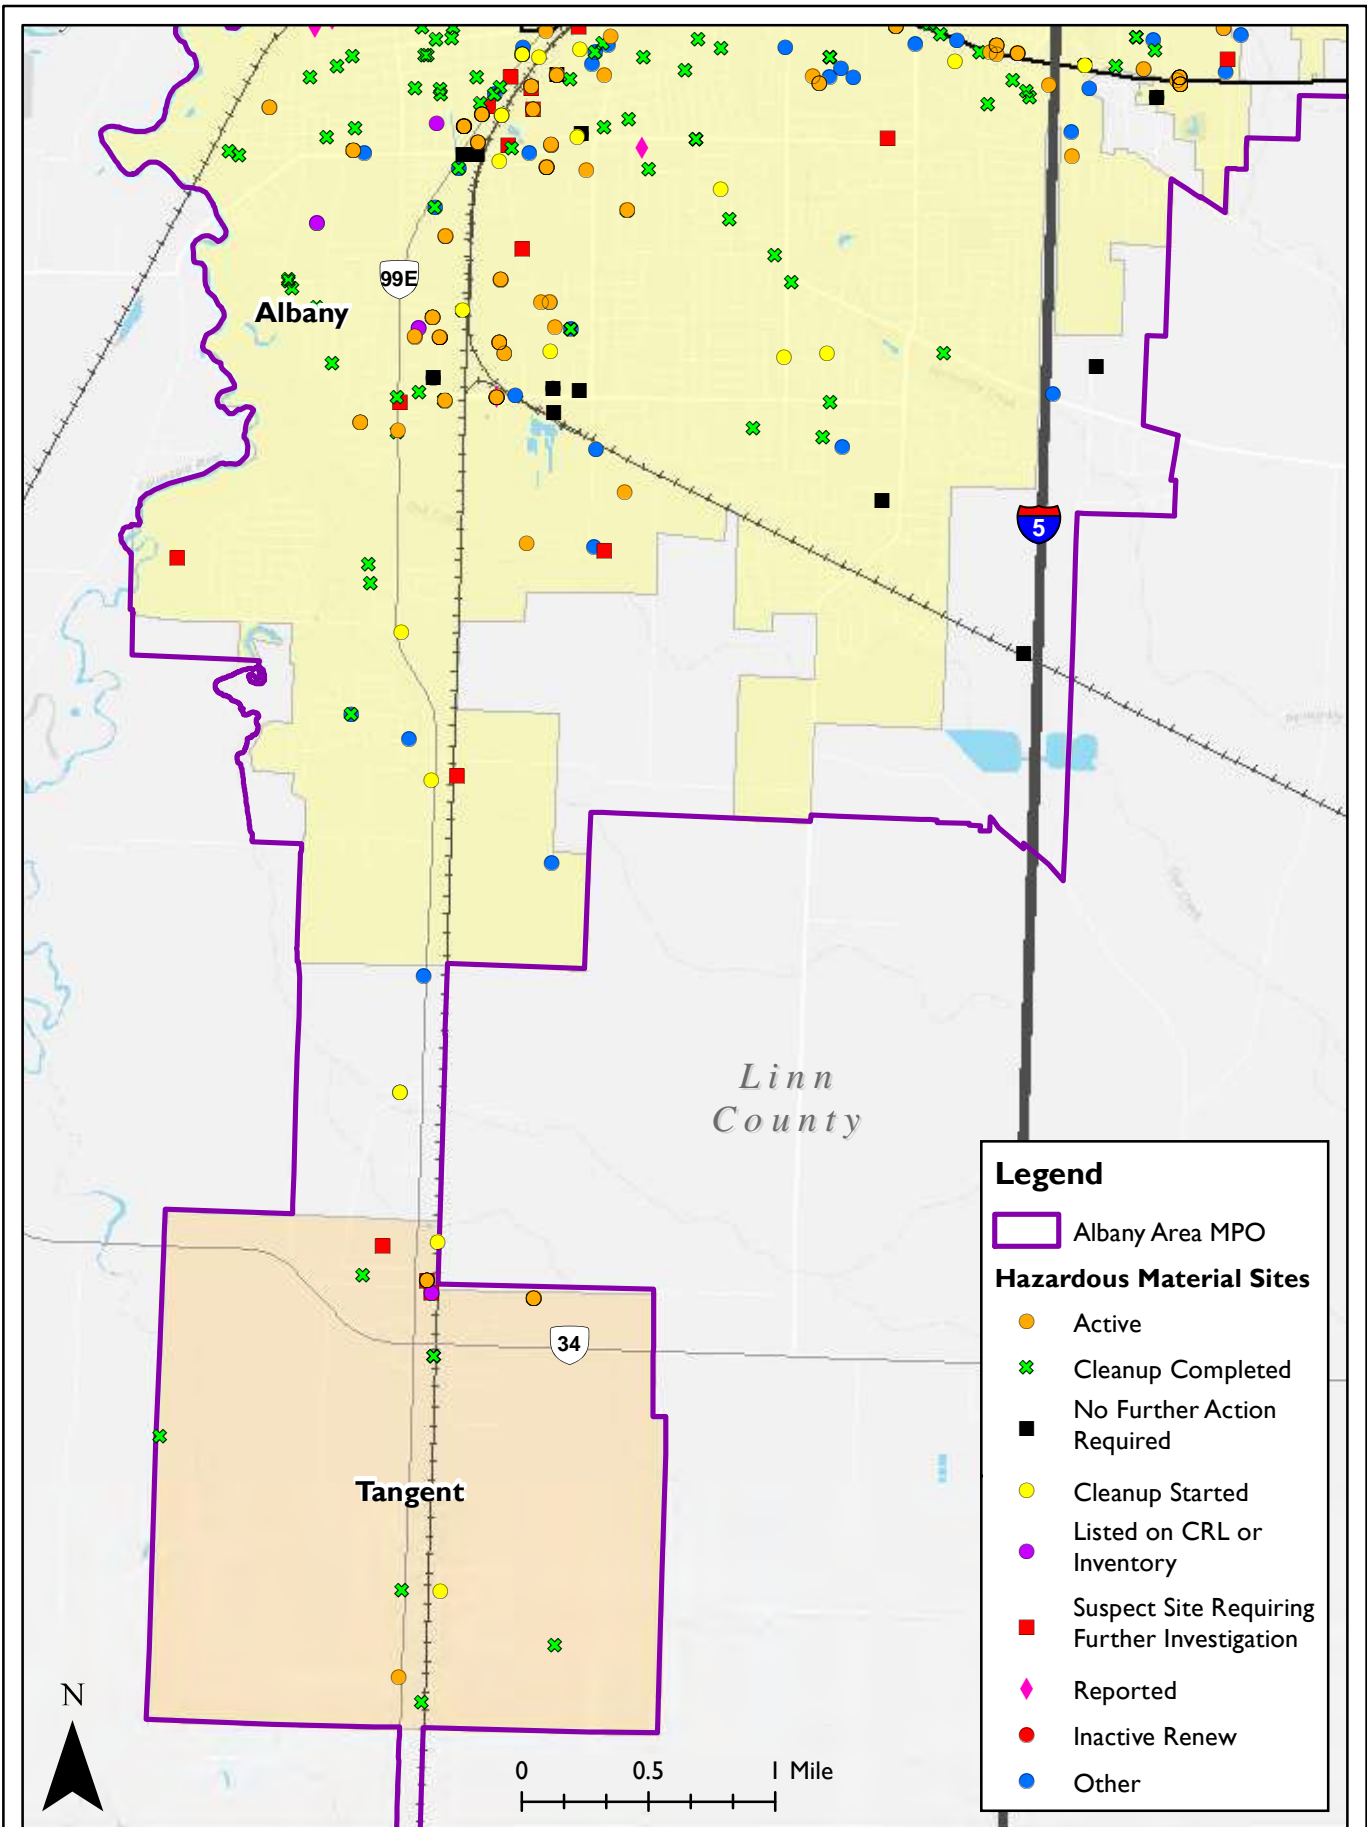 99E
Albany
5
Linn
County
34
Tangent
N
0 0.5 1 Mile
Legend
Albany Area MPO
Hazardous Material Sites
Active
Cleanup Completed
No Further Action
Required
Cleanup Started
Listed on CRL or
Inventory
Suspect Site Requiring
Further Investigation
Reported
Inactive Renew
Other